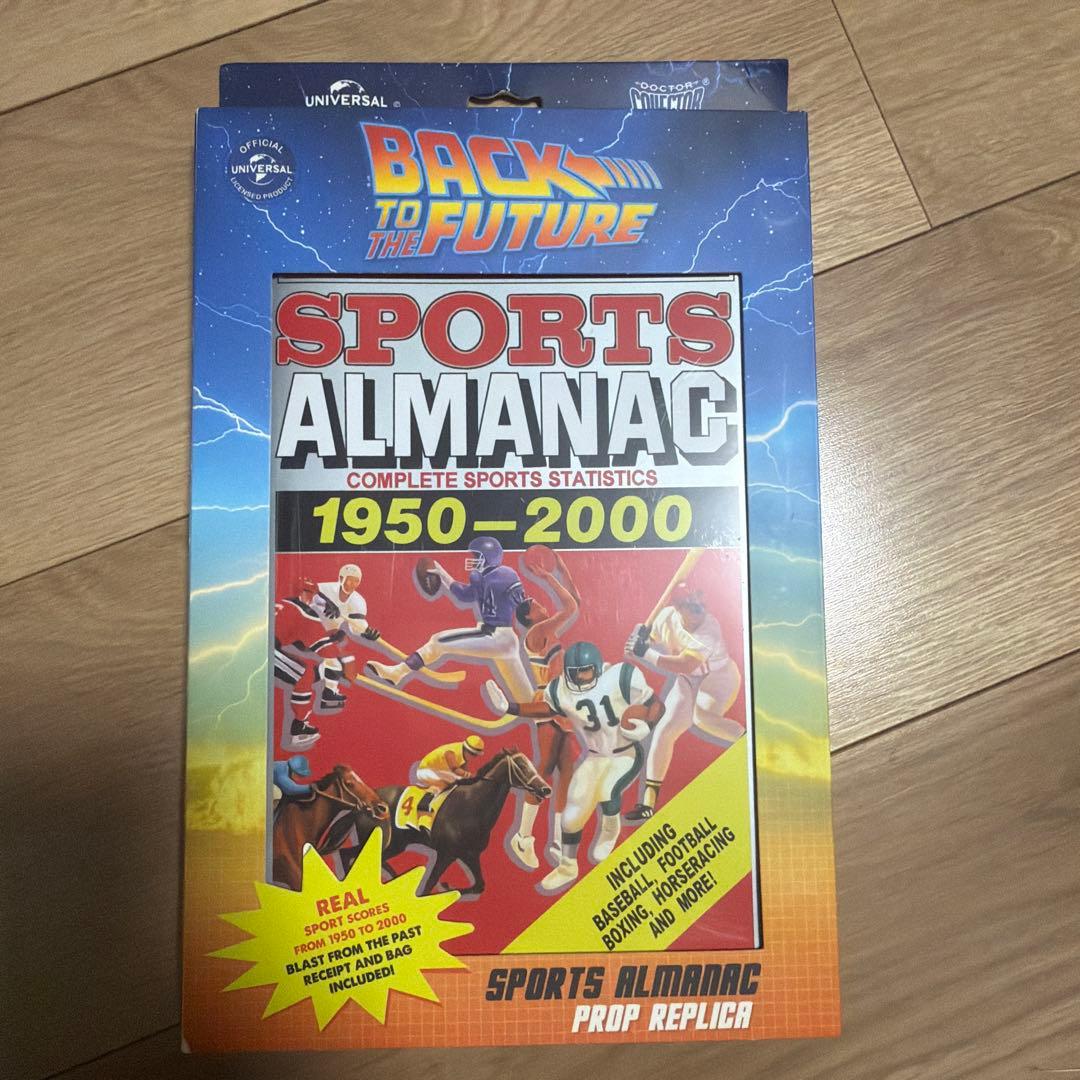 UNIVERSAL ©
DOCTOR ®
COLLECTOR
OFFICIAL
UNIVERSAL
LICENSED PRODUCT
BACK
TO
THE FUTURE
SPORTS
ALMANAC
COMPLETE SPORTS STATISTICS
1950-2000
31
4
INCLUDING
BASEBALL, FOOTBALL
BOXING, HORSERACING
AND MORE!
REAL
SPORT SCORES
FROM 1950 TO 2000
BLAST FROM THE PAST
RECEIPT AND BAG
INCLUDED!
SPORTS ALMANAC
PROP REPLICA